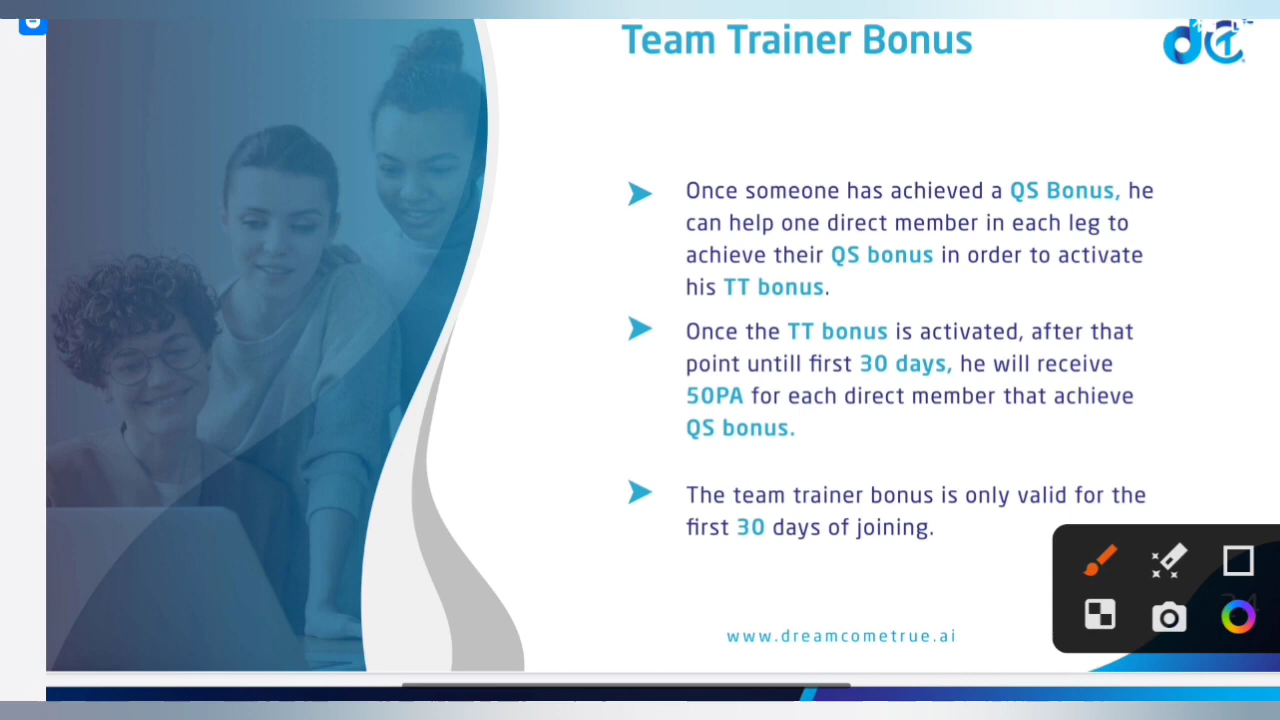 Team Trainer Bonus
Once someone has achieved a QS Bonus, he
can help one direct member in each leg to
achieve their QS bonus in order to activate
his TT bonus.
Once the TT bonus is activated, after that
point untill first 30 days, he will receive
50PA for each direct member that achieve
QS bonus.
The team trainer bonus is only valid for the
first 30 days of joining.
www.dreamcometrue.ai